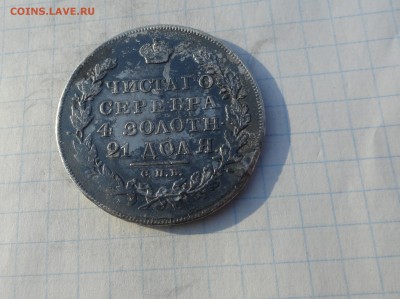 COINS.LAVE.RU
ЧИСТАГО
СЕРЕБРА
4 ЗОЛОТН.
21 ДОЛЯ
С.П.Б.